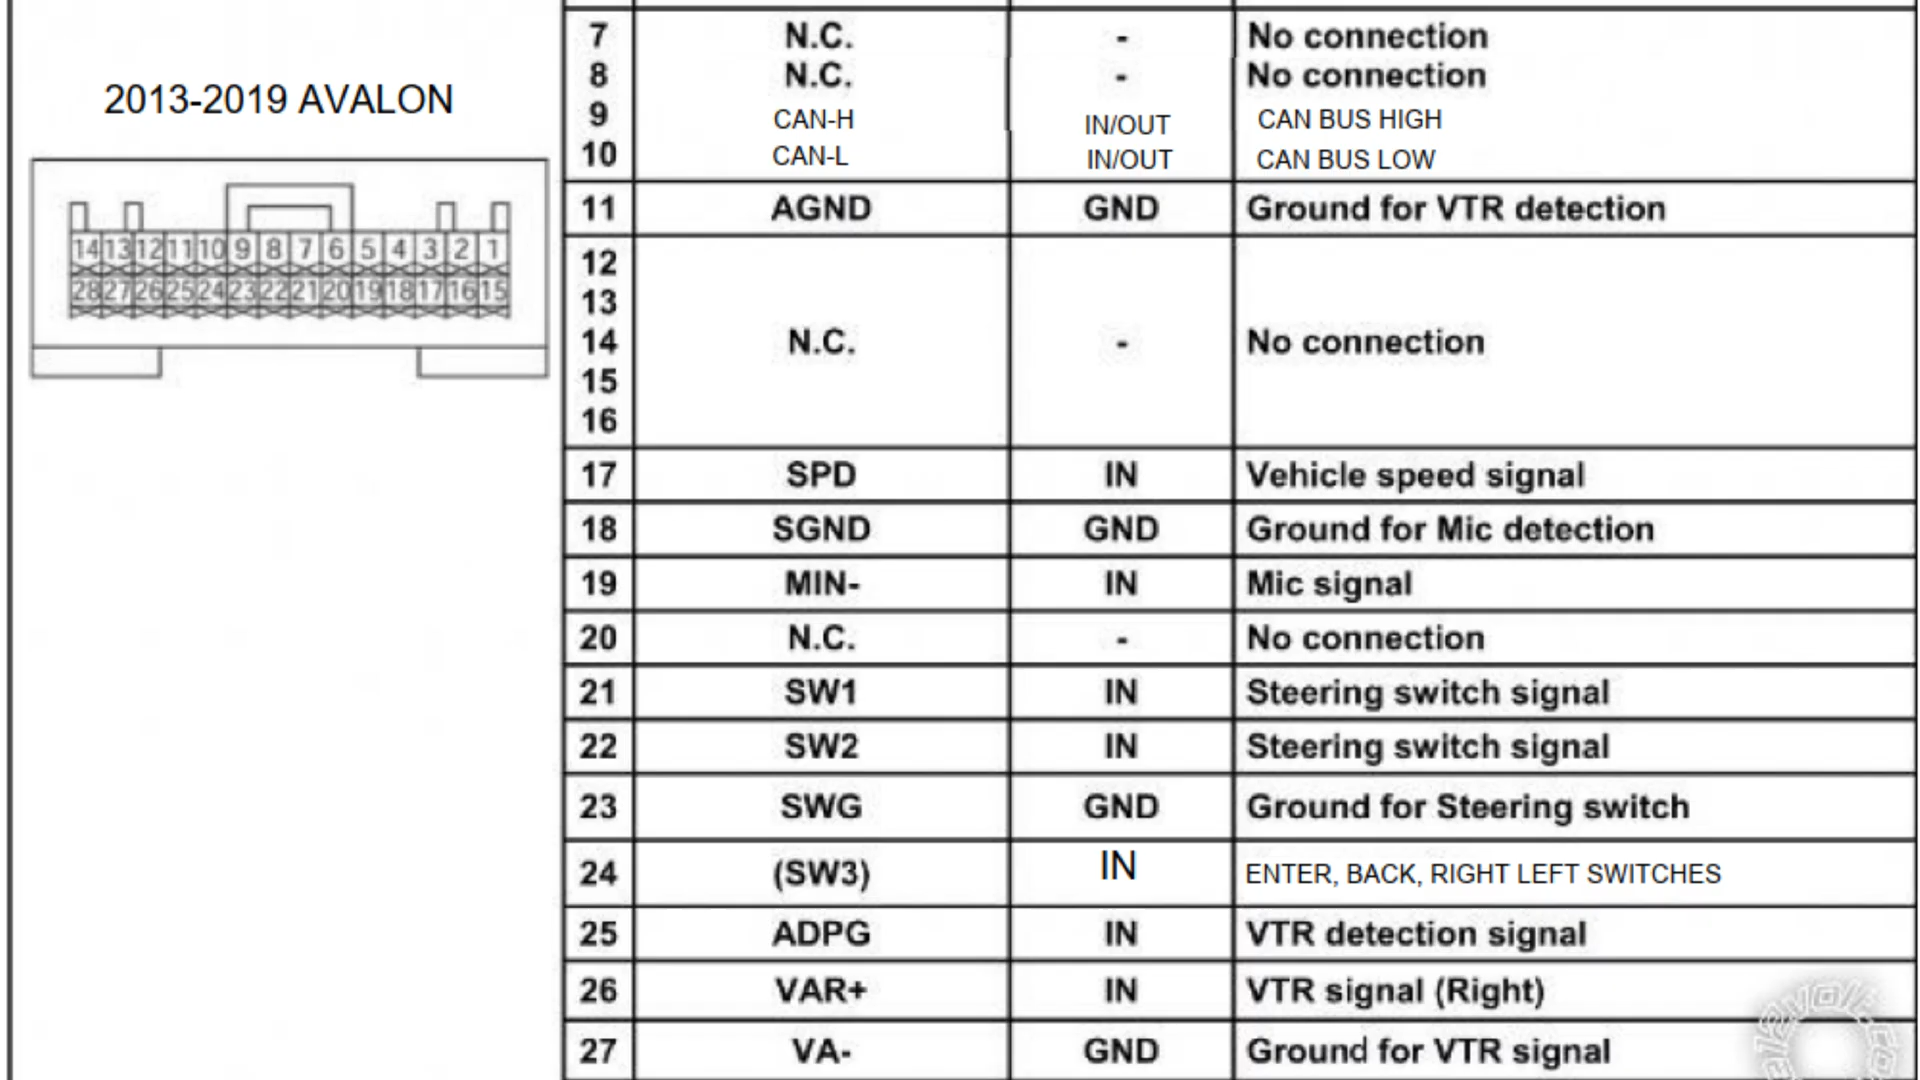 2013-2019 AVALON
14 13 12 11 10 9 8 7 6 5 4 3 2 1
28 27 26 25 24 23 22 21 20 19 18 17 16 15
7 N.C. - No connection
8 N.C. - No connection
9 CAN-H IN/OUT CAN BUS HIGH
10 CAN-L IN/OUT CAN BUS LOW
11 AGND GND Ground for VTR detection
12
13
14 N.C. - No connection
15
16
17 SPD IN Vehicle speed signal
18 SGND GND Ground for Mic detection
19 MIN- IN Mic signal
20 N.C. - No connection
21 SW1 IN Steering switch signal
22 SW2 IN Steering switch signal
23 SWG GND Ground for Steering switch
24 (SW3) IN ENTER, BACK, RIGHT LEFT SWITCHES
25 ADPG IN VTR detection signal
26 VAR+ IN VTR signal (Right)
27 VA- GND Ground for VTR signal